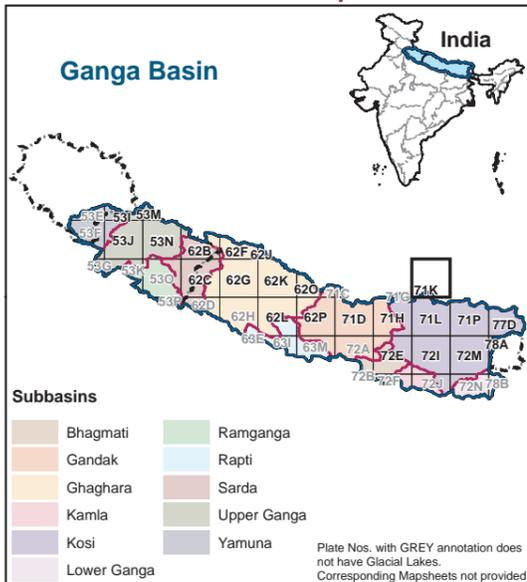 India
Ganga Basin
53E 53I 53M
53F 53J 53N 62B 62F 62J
53G 53K 53O 62C 62G 62K 62O 71C 71G 71K
53P 62D 62H 62L 62P 71D 71H 71L 71P 77D
63E 63I 63M 72A 72E 72I 72M 78A
72B 72F 72J 72N 78B
Subbasins
Bhagmati
Gandak
Ghaghara
Kamla
Kosi
Lower Ganga
Ramganga
Rapti
Sarda
Upper Ganga
Yamuna
Plate Nos. with GREY annotation does
not have Glacial Lakes.
Corresponding Mapsheets not provided